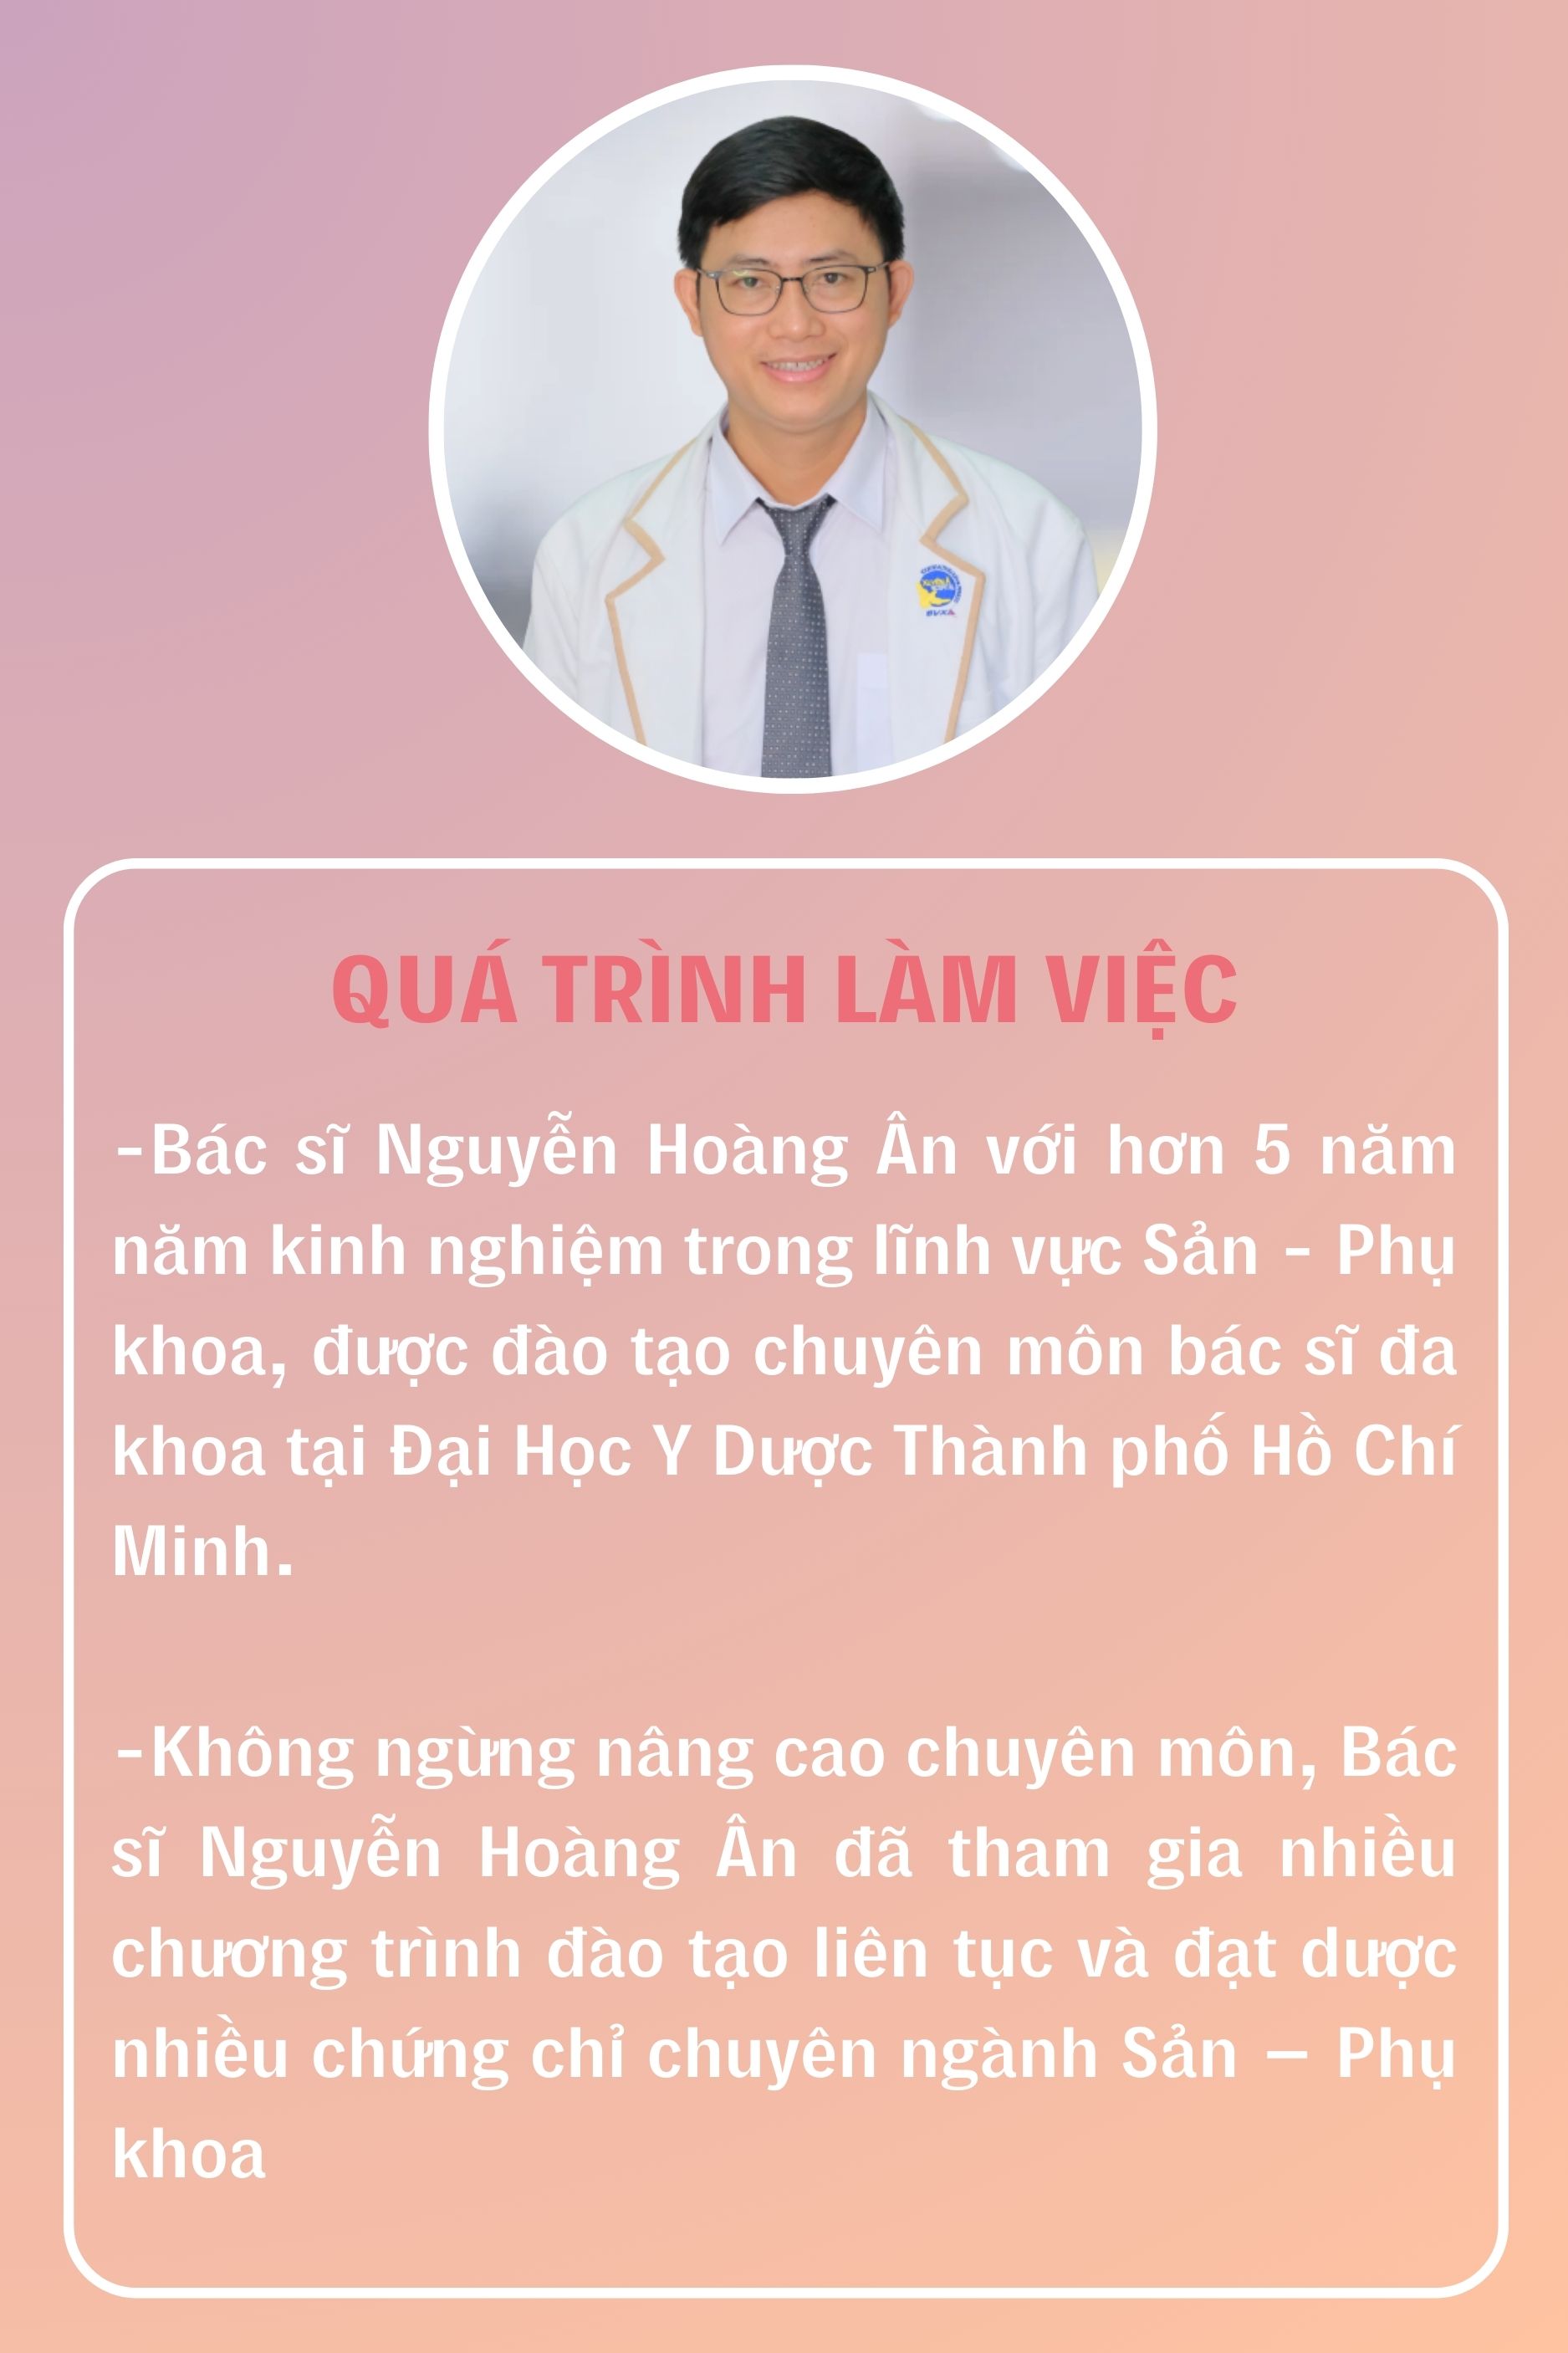 QUÁ TRÌNH LÀM VIỆC
-Bác sĩ Nguyễn Hoàng Ân với hơn 5 năm
năm kinh nghiệm trong lĩnh vực Sản - Phụ
khoa, được đào tạo chuyên môn bác sĩ đa
khoa tại Đại Học Y Dược Thành phố Hồ Chí
Minh.
-Không ngừng nâng cao chuyên môn, Bác
sĩ Nguyễn Hoàng Ân đã tham gia nhiều
chương trình đào tạo liên tục và đạt dược
nhiều chứng chỉ chuyên ngành Sản – Phụ
khoa